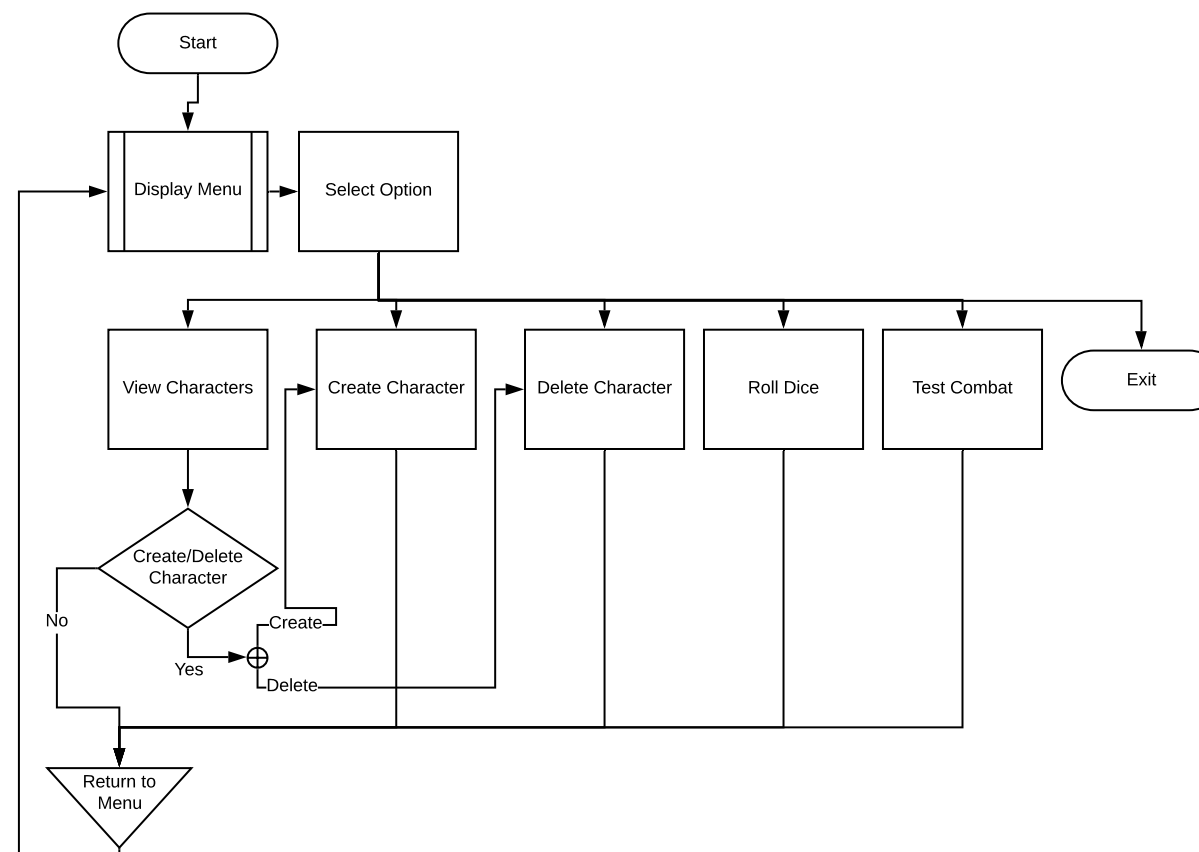 Start
Display Menu
Select Option
View Characters
Create Character
Delete Character
Roll Dice
Test Combat
Exit
Create/Delete
Character
No
Create
Yes
Delete
Return to
Menu